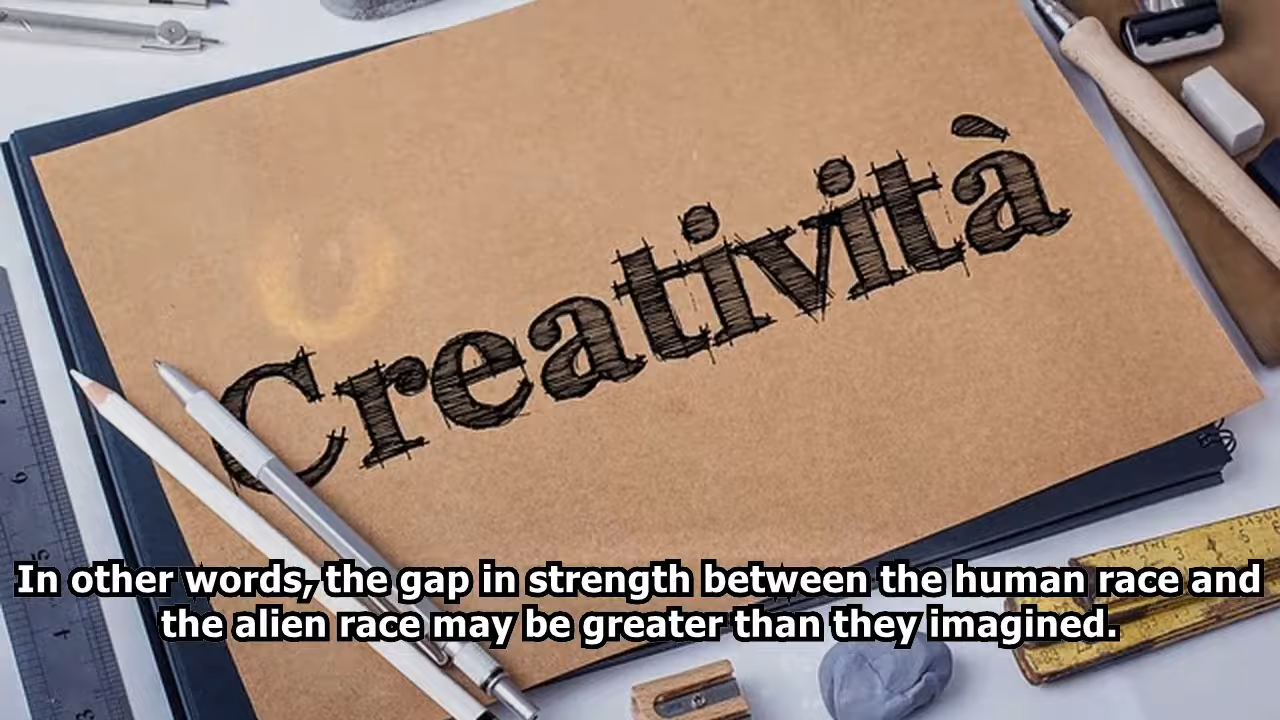 Creatività
In other words, the gap in strength between the human race and
the alien race may be greater than they imagined.